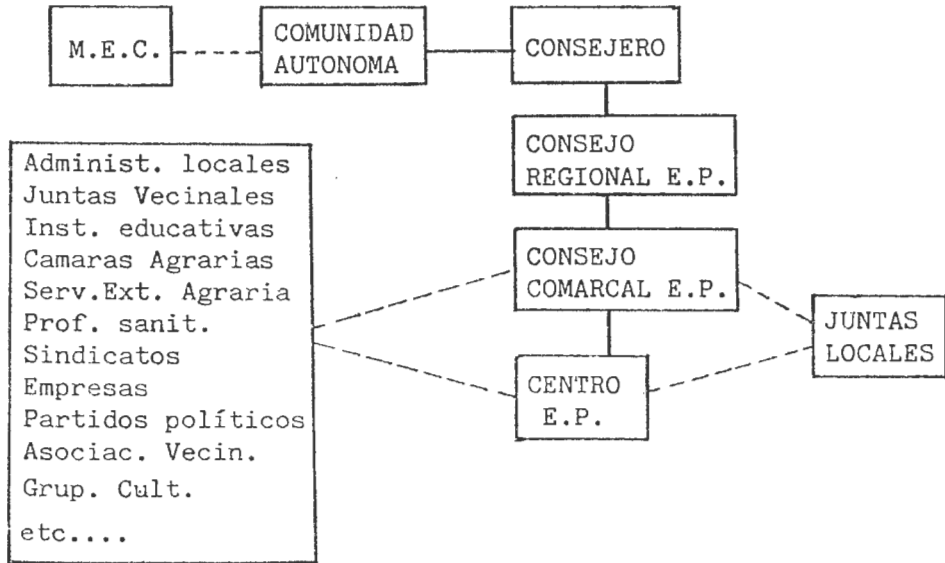 M.E.C.
COMUNIDAD
AUTONOMA
CONSEJERO
CONSEJO
REGIONAL E.P.
Administ. locales
Juntas Vecinales
Inst. educativas
Camaras Agrarias
Serv.Ext. Agraria
Prof. sanit.
Sindicatos
Empresas
Partidos políticos
Asociac. Vecin.
Grup. Cult.
etc....
CONSEJO
COMARCAL E.P.
JUNTAS
LOCALES
CENTRO
E.P.